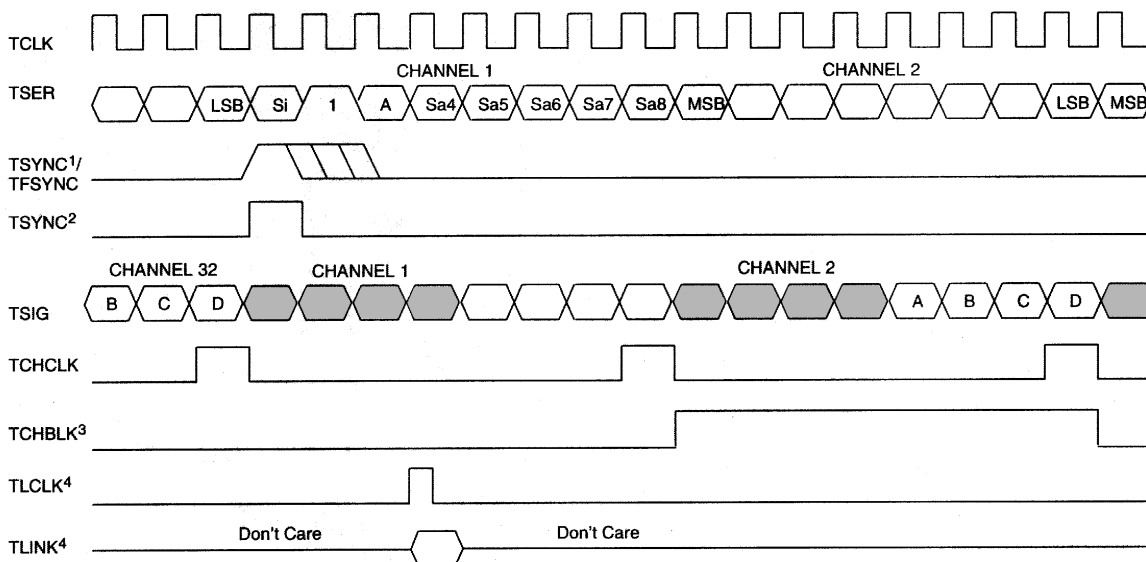 TCLK
CHANNEL 1 CHANNEL 2
TSER LSB Si 1 A Sa4 Sa5 Sa6 Sa7 Sa8 MSB LSB MSB
TSYNC¹/
TFSYNC
TSYNC²
CHANNEL 32 CHANNEL 1 CHANNEL 2
TSIG B C D A B C D
TCHCLK
TCHBLK³
TLCLK⁴
Don't Care Don't Care
TLINK⁴